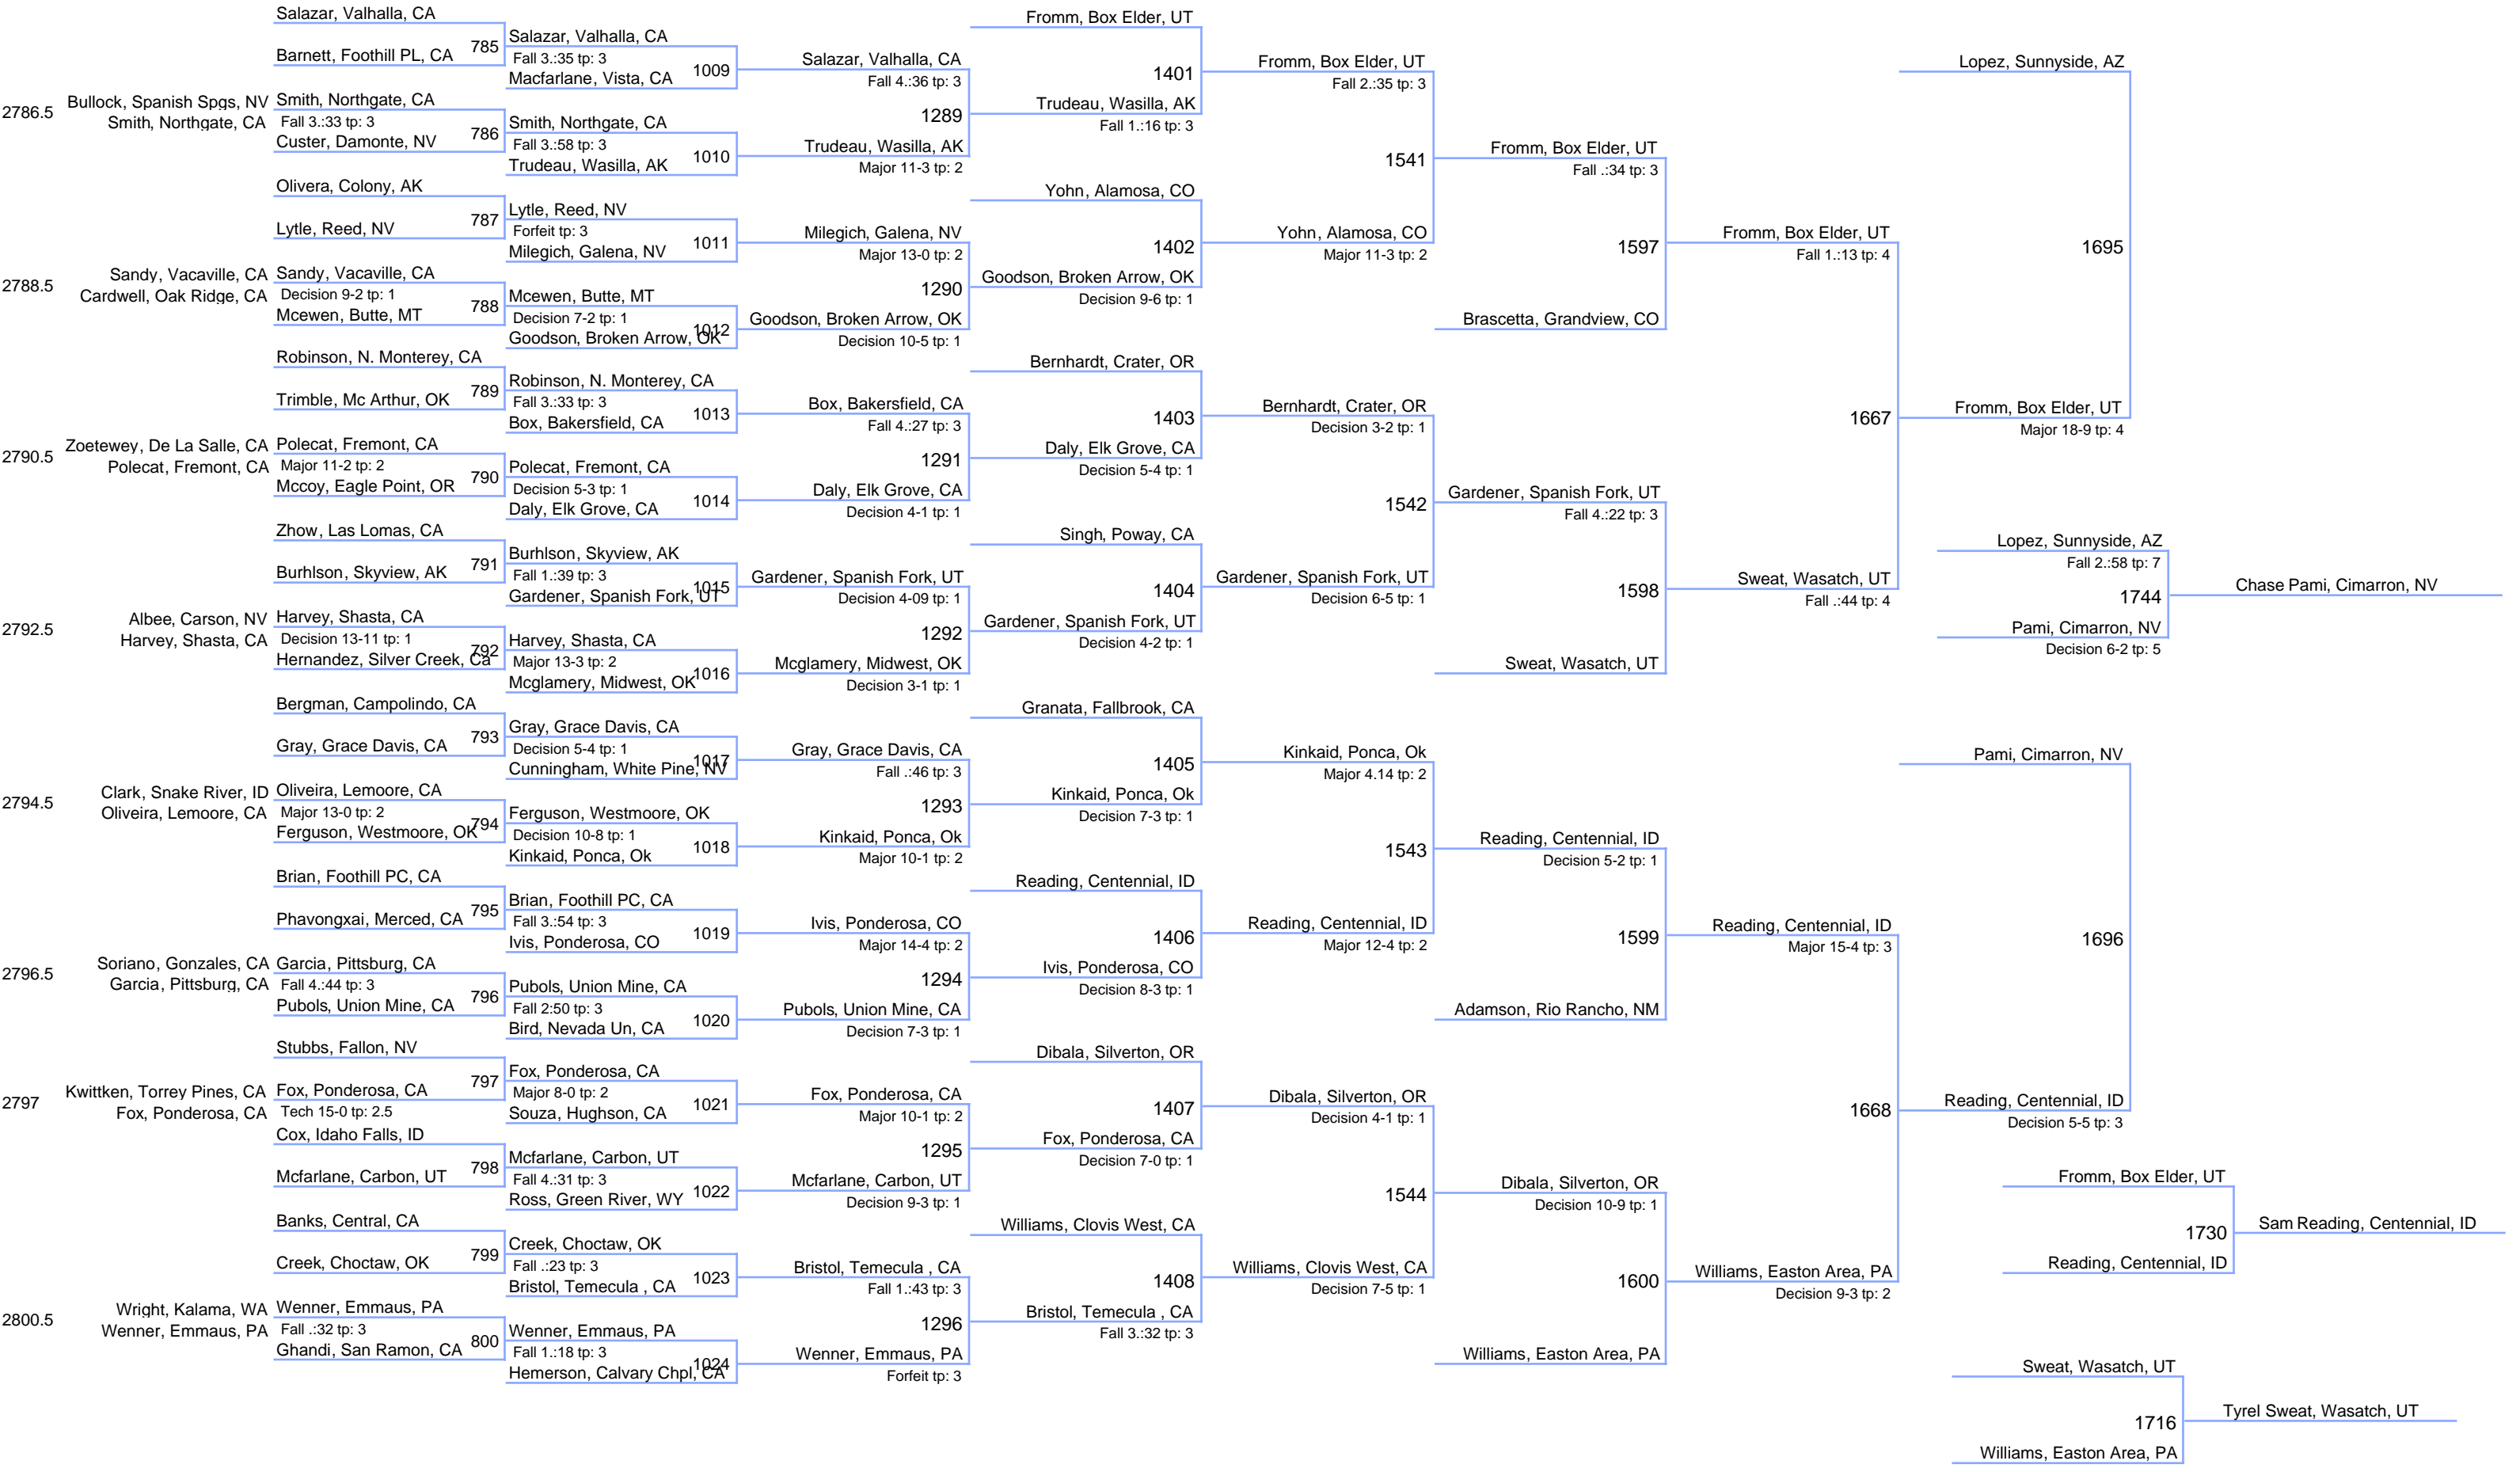 Salazar, Valhalla, CA
785
Barnett, Foothill PL, CA
2786.5
Bullock, Spanish Spgs, NV
Smith, Northgate, CA
Smith, Northgate, CA
Fall 3.:33 tp: 3
786
Custer, Damonte, NV
Olivera, Colony, AK
787
Lytle, Reed, NV
2788.5
Sandy, Vacaville, CA
Cardwell, Oak Ridge, CA
Sandy, Vacaville, CA
Decision 9-2 tp: 1
788
Mcewen, Butte, MT
Robinson, N. Monterey, CA
789
Trimble, Mc Arthur, OK
2790.5
Zoetewey, De La Salle, CA
Polecat, Fremont, CA
Polecat, Fremont, CA
Major 11-2 tp: 2
790
Mccoy, Eagle Point, OR
Zhow, Las Lomas, CA
791
Burhlson, Skyview, AK
2792.5
Albee, Carson, NV
Harvey, Shasta, CA
Harvey, Shasta, CA
Decision 13-11 tp: 1
792
Hernandez, Silver Creek, Ca
Bergman, Campolindo, CA
793
Gray, Grace Davis, CA
2794.5
Clark, Snake River, ID
Oliveira, Lemoore, CA
Oliveira, Lemoore, CA
Major 13-0 tp: 2
794
Ferguson, Westmoore, OK
Brian, Foothill PC, CA
795
Phavongxai, Merced, CA
2796.5
Soriano, Gonzales, CA
Garcia, Pittsburg, CA
Garcia, Pittsburg, CA
Fall 4.:44 tp: 3
796
Pubols, Union Mine, CA
Stubbs, Fallon, NV
797
2797
Kwittken, Torrey Pines, CA
Fox, Ponderosa, CA
Fox, Ponderosa, CA
Tech 15-0 tp: 2.5
Cox, Idaho Falls, ID
798
Mcfarlane, Carbon, UT
Banks, Central, CA
799
Creek, Choctaw, OK
2800.5
Wright, Kalama, WA
Wenner, Emmaus, PA
Wenner, Emmaus, PA
Fall .:32 tp: 3
800
Ghandi, San Ramon, CA
Salazar, Valhalla, CA
Fall 3.:35 tp: 3
1009
Macfarlane, Vista, CA
Smith, Northgate, CA
Fall 3.:58 tp: 3
1010
Trudeau, Wasilla, AK
Lytle, Reed, NV
Forfeit tp: 3
1011
Milegich, Galena, NV
Mcewen, Butte, MT
Decision 7-2 tp: 1
1012
Goodson, Broken Arrow, OK
Robinson, N. Monterey, CA
Fall 3.:33 tp: 3
1013
Box, Bakersfield, CA
Polecat, Fremont, CA
Decision 5-3 tp: 1
1014
Daly, Elk Grove, CA
Burhlson, Skyview, AK
Fall 1.:39 tp: 3
1015
Gardener, Spanish Fork, UT
Harvey, Shasta, CA
Major 13-3 tp: 2
1016
Mcglamery, Midwest, OK
Gray, Grace Davis, CA
Decision 5-4 tp: 1
1017
Cunningham, White Pine, NV
Ferguson, Westmoore, OK
Decision 10-8 tp: 1
1018
Kinkaid, Ponca, Ok
Brian, Foothill PC, CA
Fall 3.:54 tp: 3
1019
Ivis, Ponderosa, CO
Pubols, Union Mine, CA
Fall 2:50 tp: 3
1020
Bird, Nevada Un, CA
Fox, Ponderosa, CA
Major 8-0 tp: 2
1021
Souza, Hughson, CA
Mcfarlane, Carbon, UT
Fall 4.:31 tp: 3
1022
Ross, Green River, WY
Creek, Choctaw, OK
Fall .:23 tp: 3
1023
Bristol, Temecula , CA
Wenner, Emmaus, PA
Fall 1.:18 tp: 3
1024
Hemerson, Calvary Chpl, CA
Salazar, Valhalla, CA
Fall 4.:36 tp: 3
1289
Trudeau, Wasilla, AK
Major 11-3 tp: 2
Milegich, Galena, NV
Major 13-0 tp: 2
1290
Goodson, Broken Arrow, OK
Decision 10-5 tp: 1
Box, Bakersfield, CA
Fall 4.:27 tp: 3
1291
Daly, Elk Grove, CA
Decision 4-1 tp: 1
Gardener, Spanish Fork, UT
Decision 4-09 tp: 1
1292
Mcglamery, Midwest, OK
Decision 3-1 tp: 1
Gray, Grace Davis, CA
Fall .:46 tp: 3
1293
Kinkaid, Ponca, Ok
Major 10-1 tp: 2
Ivis, Ponderosa, CO
Major 14-4 tp: 2
1294
Pubols, Union Mine, CA
Decision 7-3 tp: 1
Fox, Ponderosa, CA
Major 10-1 tp: 2
1295
Mcfarlane, Carbon, UT
Decision 9-3 tp: 1
Bristol, Temecula , CA
Fall 1.:43 tp: 3
1296
Wenner, Emmaus, PA
Forfeit tp: 3
Fromm, Box Elder, UT
1401
Trudeau, Wasilla, AK
Fall 1.:16 tp: 3
Yohn, Alamosa, CO
1402
Goodson, Broken Arrow, OK
Decision 9-6 tp: 1
Bernhardt, Crater, OR
1403
Daly, Elk Grove, CA
Decision 5-4 tp: 1
Singh, Poway, CA
1404
Gardener, Spanish Fork, UT
Decision 4-2 tp: 1
Granata, Fallbrook, CA
1405
Kinkaid, Ponca, Ok
Decision 7-3 tp: 1
Reading, Centennial, ID
1406
Ivis, Ponderosa, CO
Decision 8-3 tp: 1
Dibala, Silverton, OR
1407
Fox, Ponderosa, CA
Decision 7-0 tp: 1
Williams, Clovis West, CA
1408
Bristol, Temecula , CA
Fall 3.:32 tp: 3
Fromm, Box Elder, UT
Fall 2.:35 tp: 3
1541
Yohn, Alamosa, CO
Major 11-3 tp: 2
Bernhardt, Crater, OR
Decision 3-2 tp: 1
1542
Gardener, Spanish Fork, UT
Decision 6-5 tp: 1
Kinkaid, Ponca, Ok
Major 4.14 tp: 2
1543
Reading, Centennial, ID
Major 12-4 tp: 2
Dibala, Silverton, OR
Decision 4-1 tp: 1
1544
Williams, Clovis West, CA
Decision 7-5 tp: 1
Fromm, Box Elder, UT
Fall .:34 tp: 3
1597
Brascetta, Grandview, CO
Gardener, Spanish Fork, UT
Fall 4.:22 tp: 3
1598
Sweat, Wasatch, UT
Reading, Centennial, ID
Decision 5-2 tp: 1
1599
Adamson, Rio Rancho, NM
Dibala, Silverton, OR
Decision 10-9 tp: 1
1600
Williams, Easton Area, PA
Fromm, Box Elder, UT
Fall 1.:13 tp: 4
1667
Sweat, Wasatch, UT
Fall .:44 tp: 4
Reading, Centennial, ID
Major 15-4 tp: 3
1668
Williams, Easton Area, PA
Decision 9-3 tp: 2
Lopez, Sunnyside, AZ
1695
Fromm, Box Elder, UT
Major 18-9 tp: 4
Lopez, Sunnyside, AZ
Fall 2.:58 tp: 7
1744
Chase Pami, Cimarron, NV
Pami, Cimarron, NV
Decision 6-2 tp: 5
Pami, Cimarron, NV
1696
Reading, Centennial, ID
Decision 5-5 tp: 3
Fromm, Box Elder, UT
1730
Sam Reading, Centennial, ID
Reading, Centennial, ID
Sweat, Wasatch, UT
1716
Tyrel Sweat, Wasatch, UT
Williams, Easton Area, PA